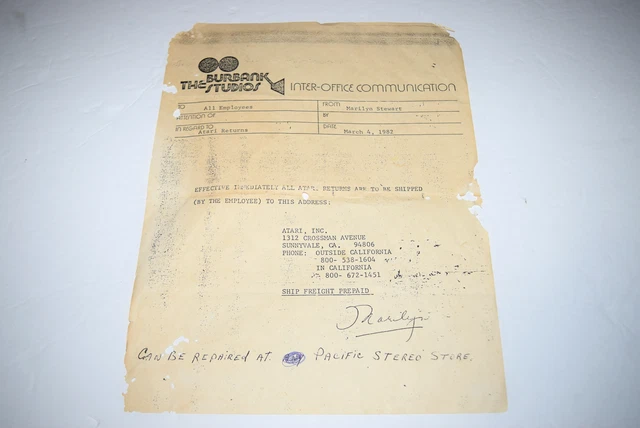 THE BURBANK STUDIOS
INTER-OFFICE COMMUNICATION
TO All Employees FROM Marilyn Stewart
ATTENTION OF BY
IN REGARD TO Atari Returns DATE March 4, 1982
EFFECTIVE IMMEDIATELY ALL ATARI RETURNS ARE TO BE SHIPPED
(BY THE EMPLOYEE) TO THIS ADDRESS:
ATARI, INC.
1312 CROSSMAN AVENUE
SUNNYVALE, CA. 94806
PHONE: OUTSIDE CALIFORNIA
800- 538-1604
IN CALIFORNIA
800- 672-1451
SHIP FREIGHT PREPAID
Marilyn
CAN BE REPAIRED AT PACIFIC STEREO STORE.